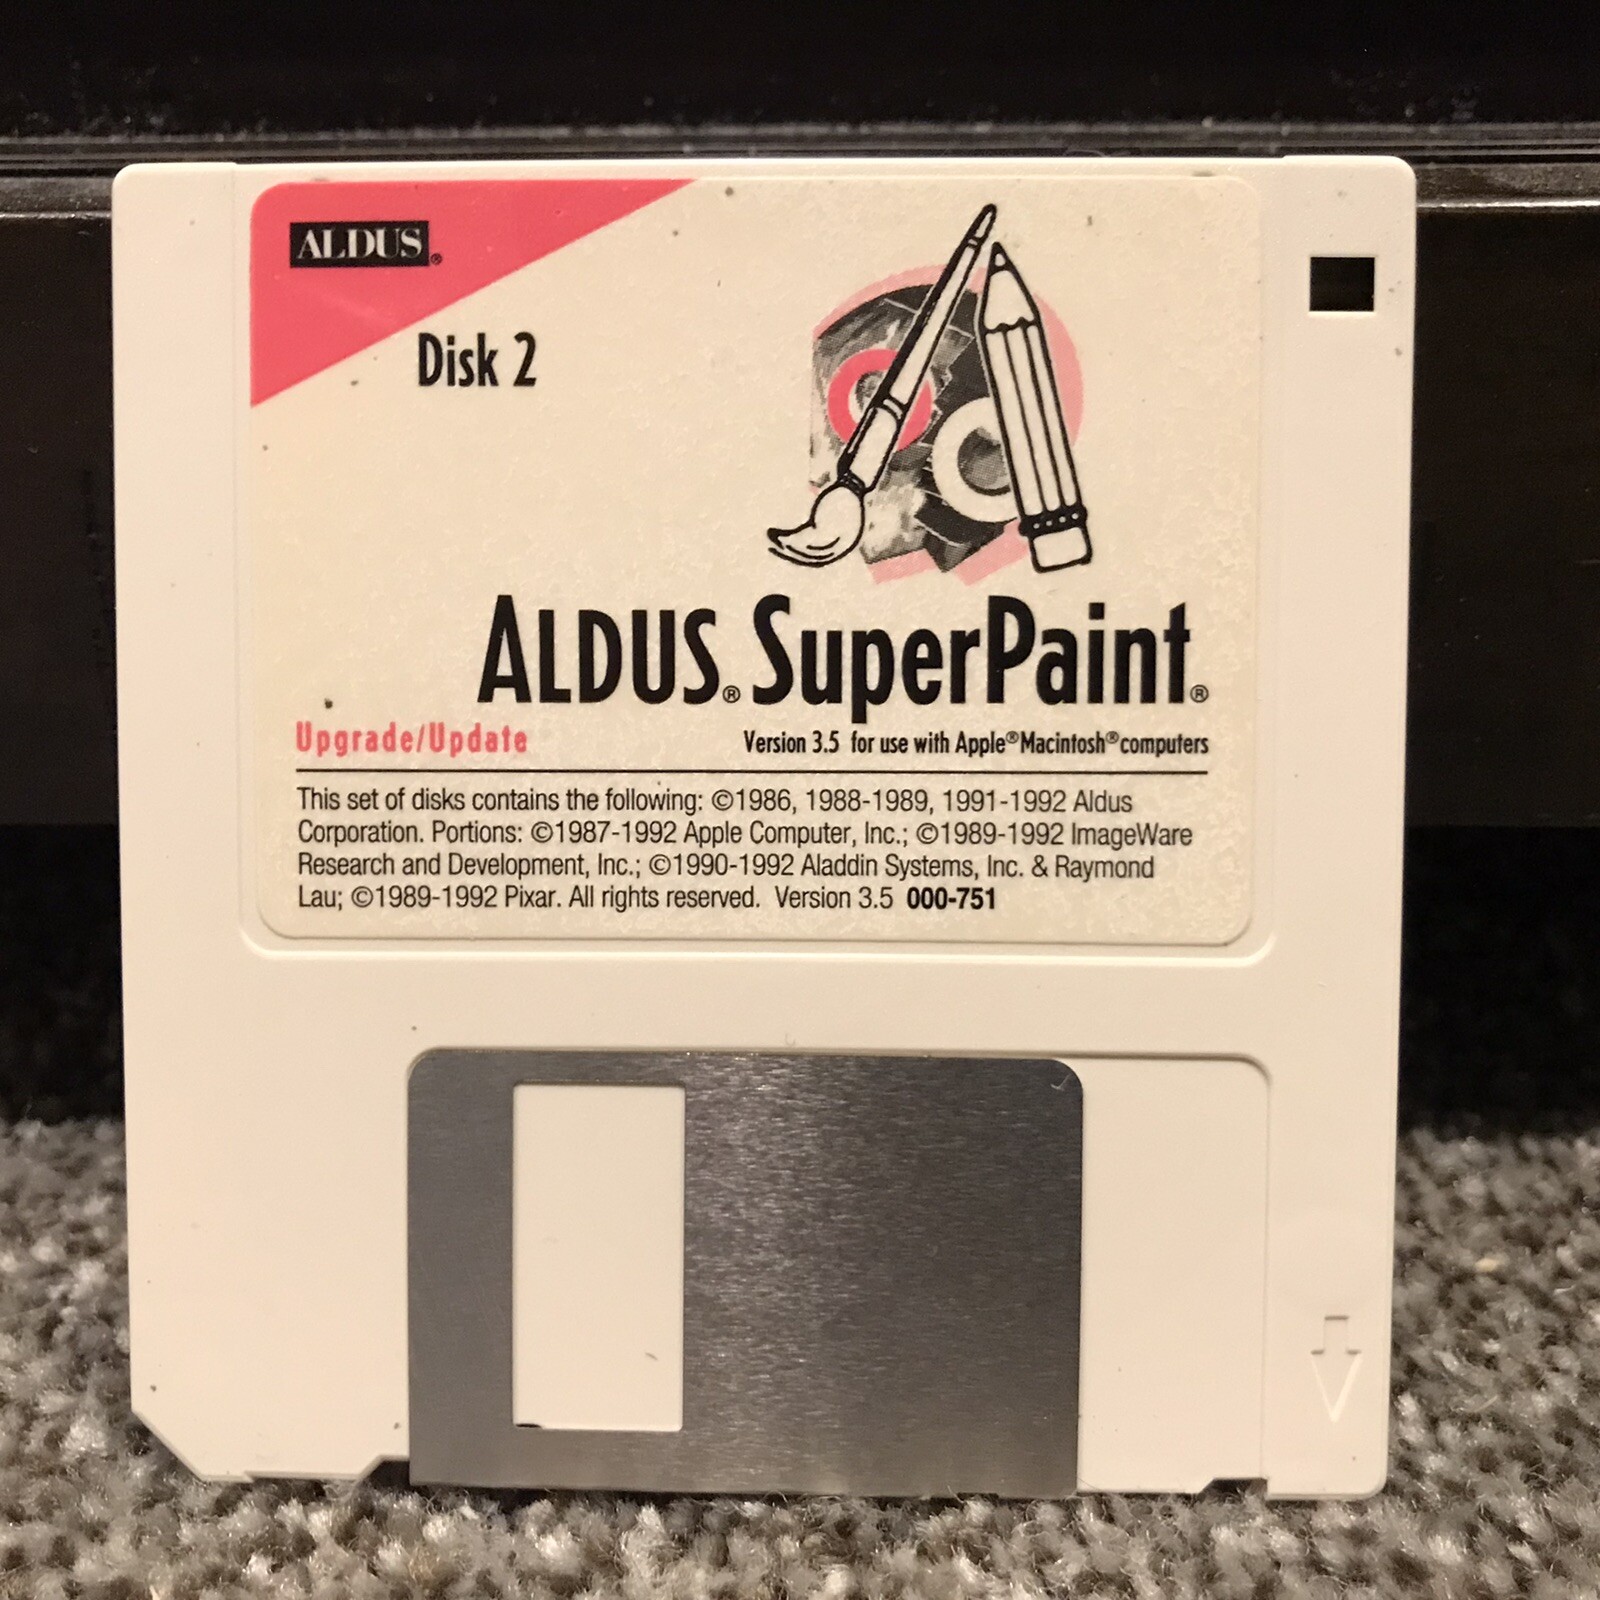 ALDUS®
Disk 2
ALDUS® SuperPaint®
Upgrade/Update
Version 3.5 for use with Apple® Macintosh® computers
This set of disks contains the following: ©1986, 1988-1989, 1991-1992 Aldus
Corporation. Portions: ©1987-1992 Apple Computer, Inc.; ©1989-1992 ImageWare
Research and Development, Inc.; ©1990-1992 Aladdin Systems, Inc. & Raymond
Lau; ©1989-1992 Pixar. All rights reserved. Version 3.5 000-751